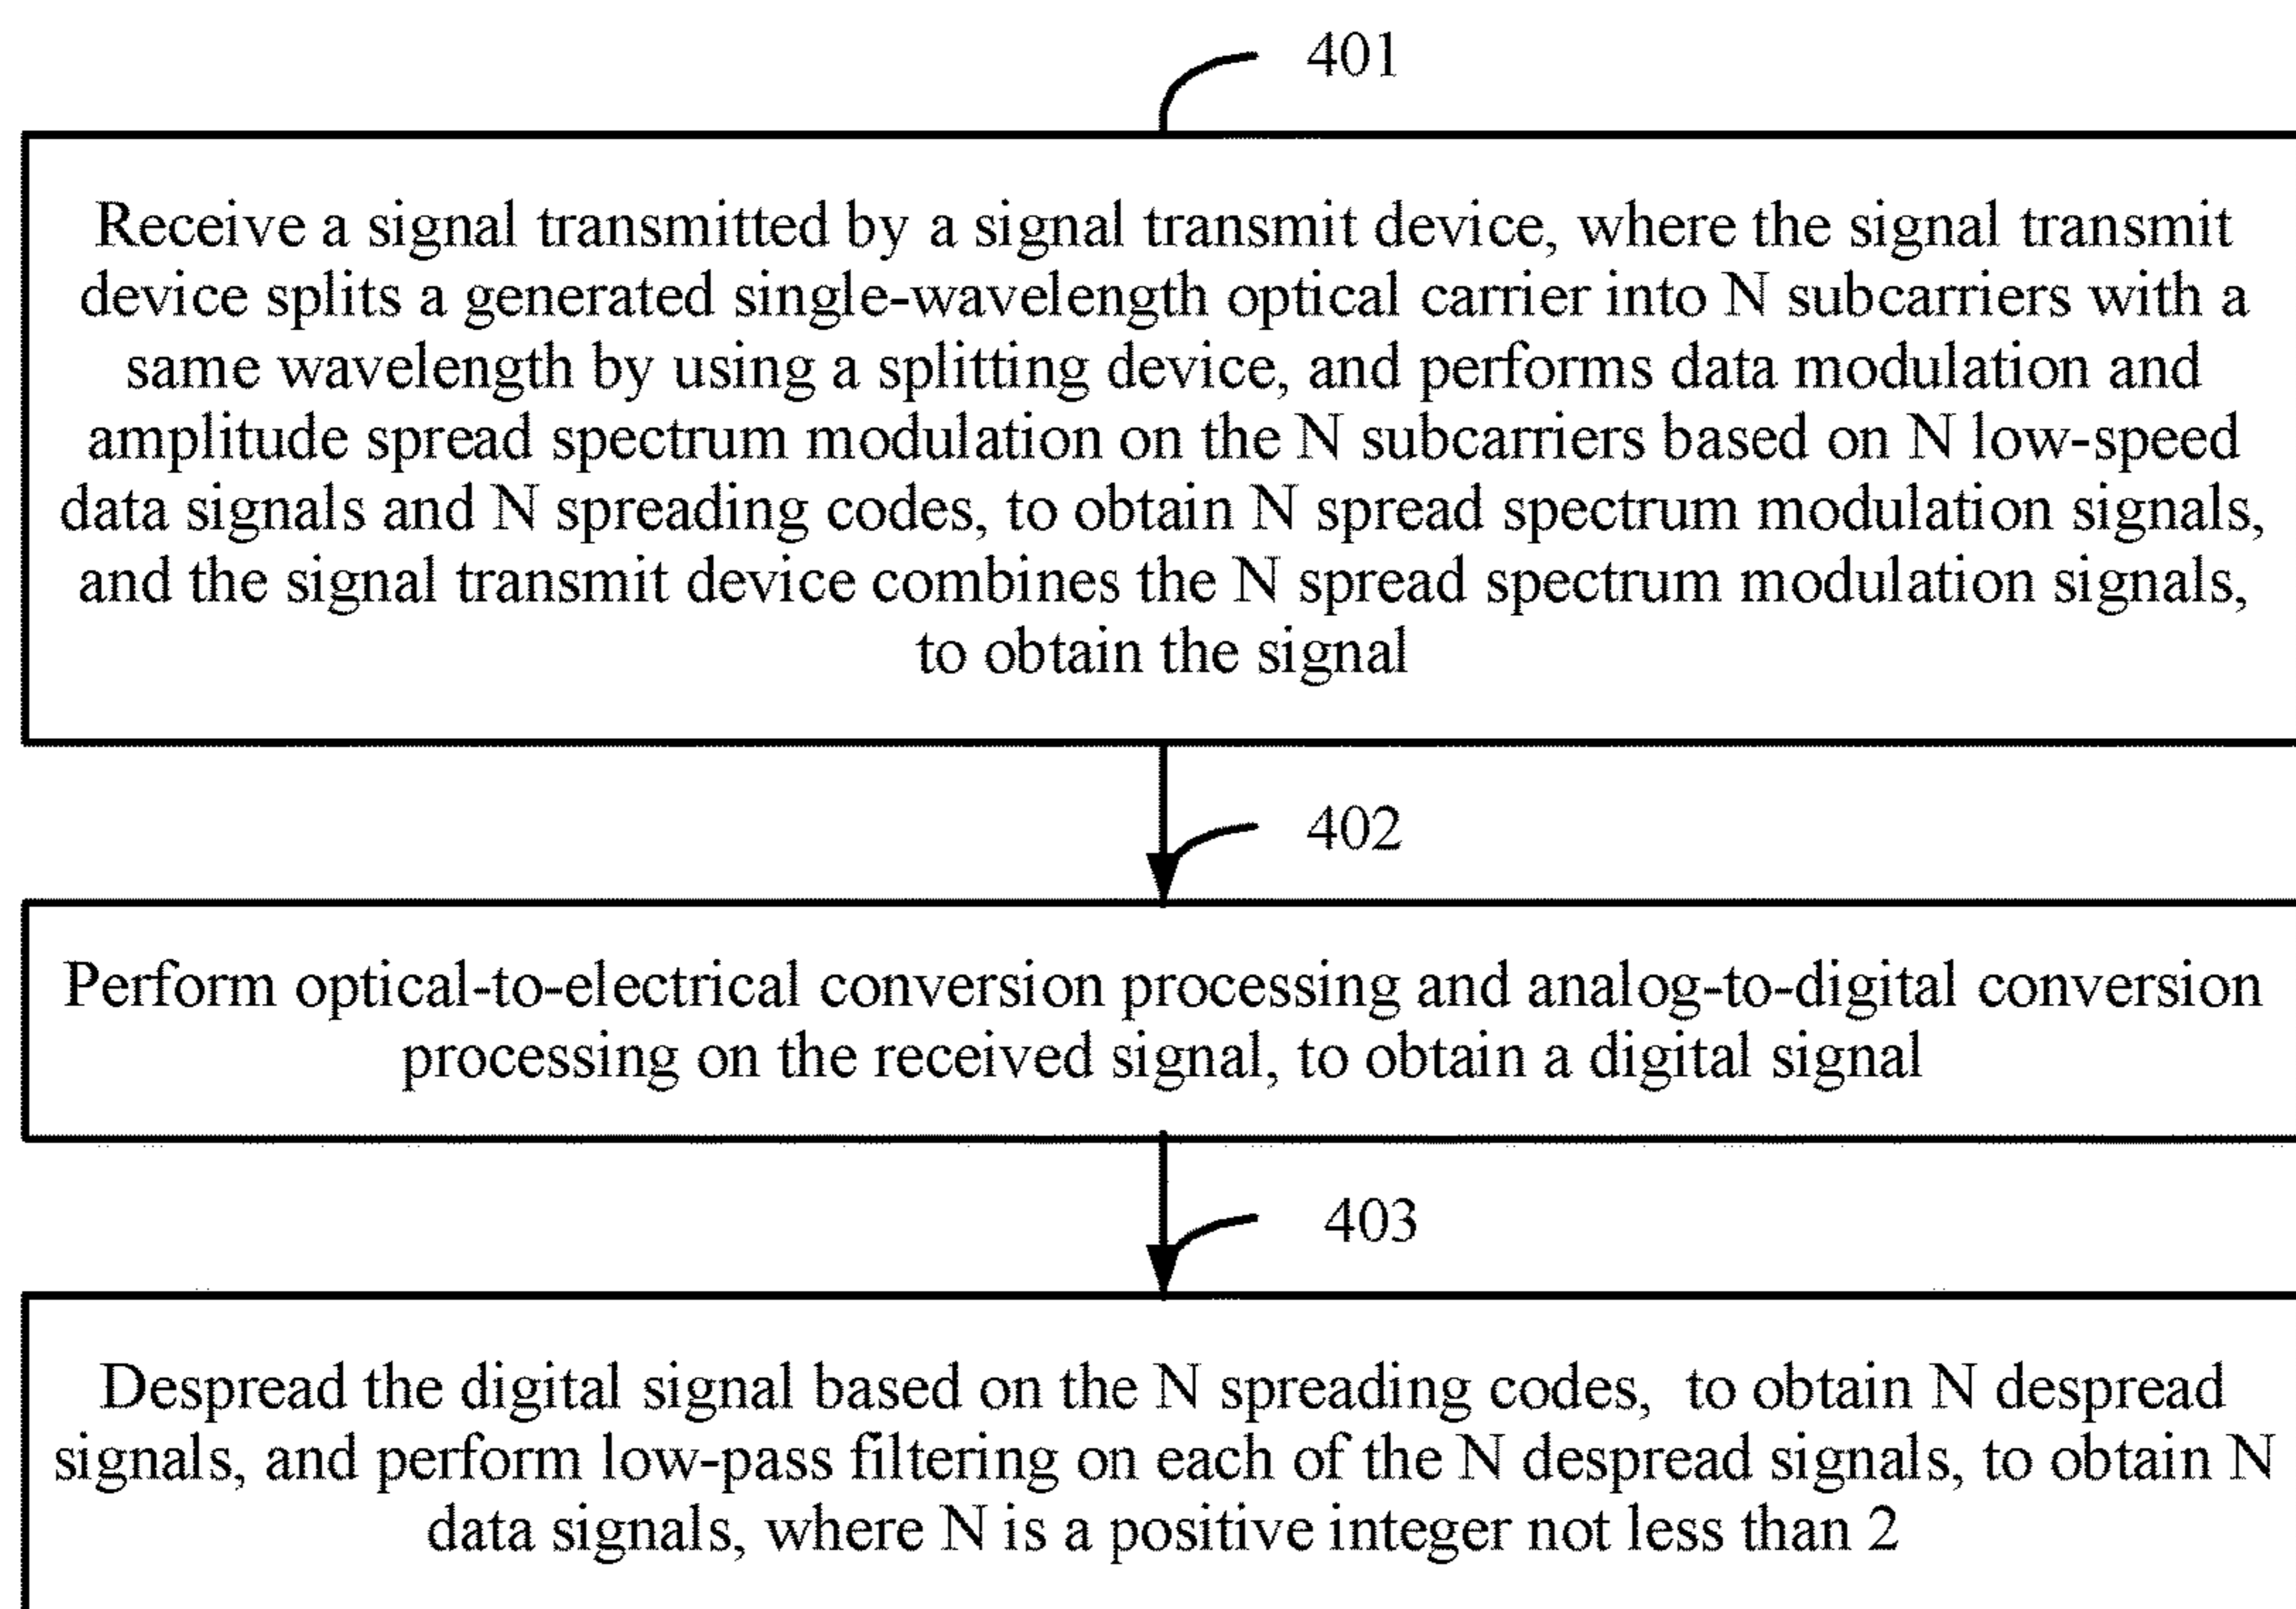 401
Receive a signal transmitted by a signal transmit device, where the signal transmit
device splits a generated single-wavelength optical carrier into N subcarriers with a
same wavelength by using a splitting device, and performs data modulation and
amplitude spread spectrum modulation on the N subcarriers based on N low-speed
data signals and N spreading codes, to obtain N spread spectrum modulation signals,
and the signal transmit device combines the N spread spectrum modulation signals,
to obtain the signal
402
Perform optical-to-electrical conversion processing and analog-to-digital conversion
processing on the received signal, to obtain a digital signal
403
Despread the digital signal based on the N spreading codes, to obtain N despread
signals, and perform low-pass filtering on each of the N despread signals, to obtain N
data signals, where N is a positive integer not less than 2